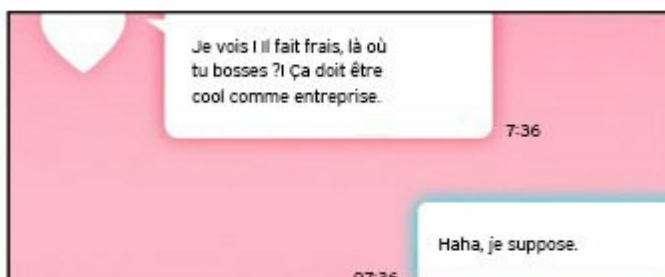 Je vois ! Il fait frais, là où
tu bosses ?! Ça doit être
cool comme entreprise.
7:36
Haha, je suppose.
07:36